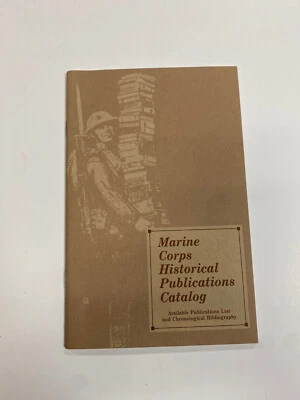 Marine
Corps
Historical
Publications
Catalog
Available Publications List
and Chronological Bibliography